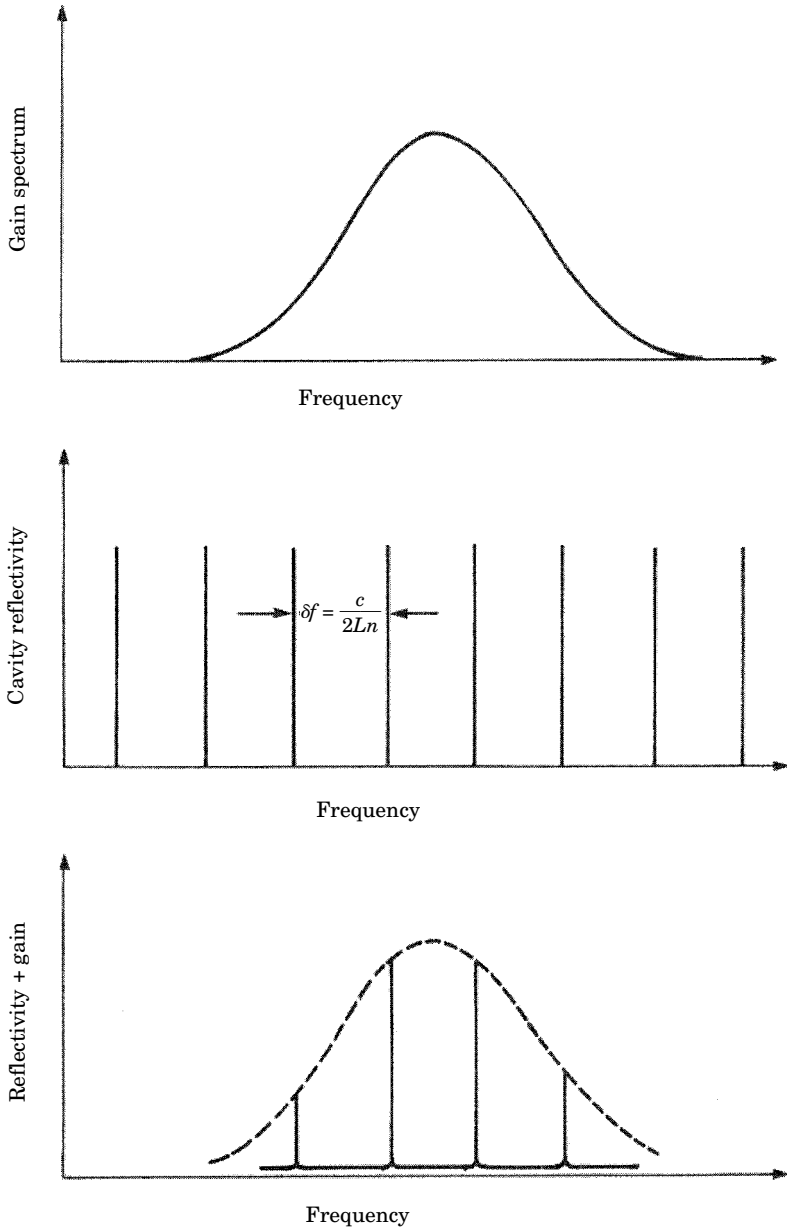 Gain spectrum
Frequency
Cavity reflectivity
δf = c / 2Ln
Frequency
Reflectivity + gain
Frequency